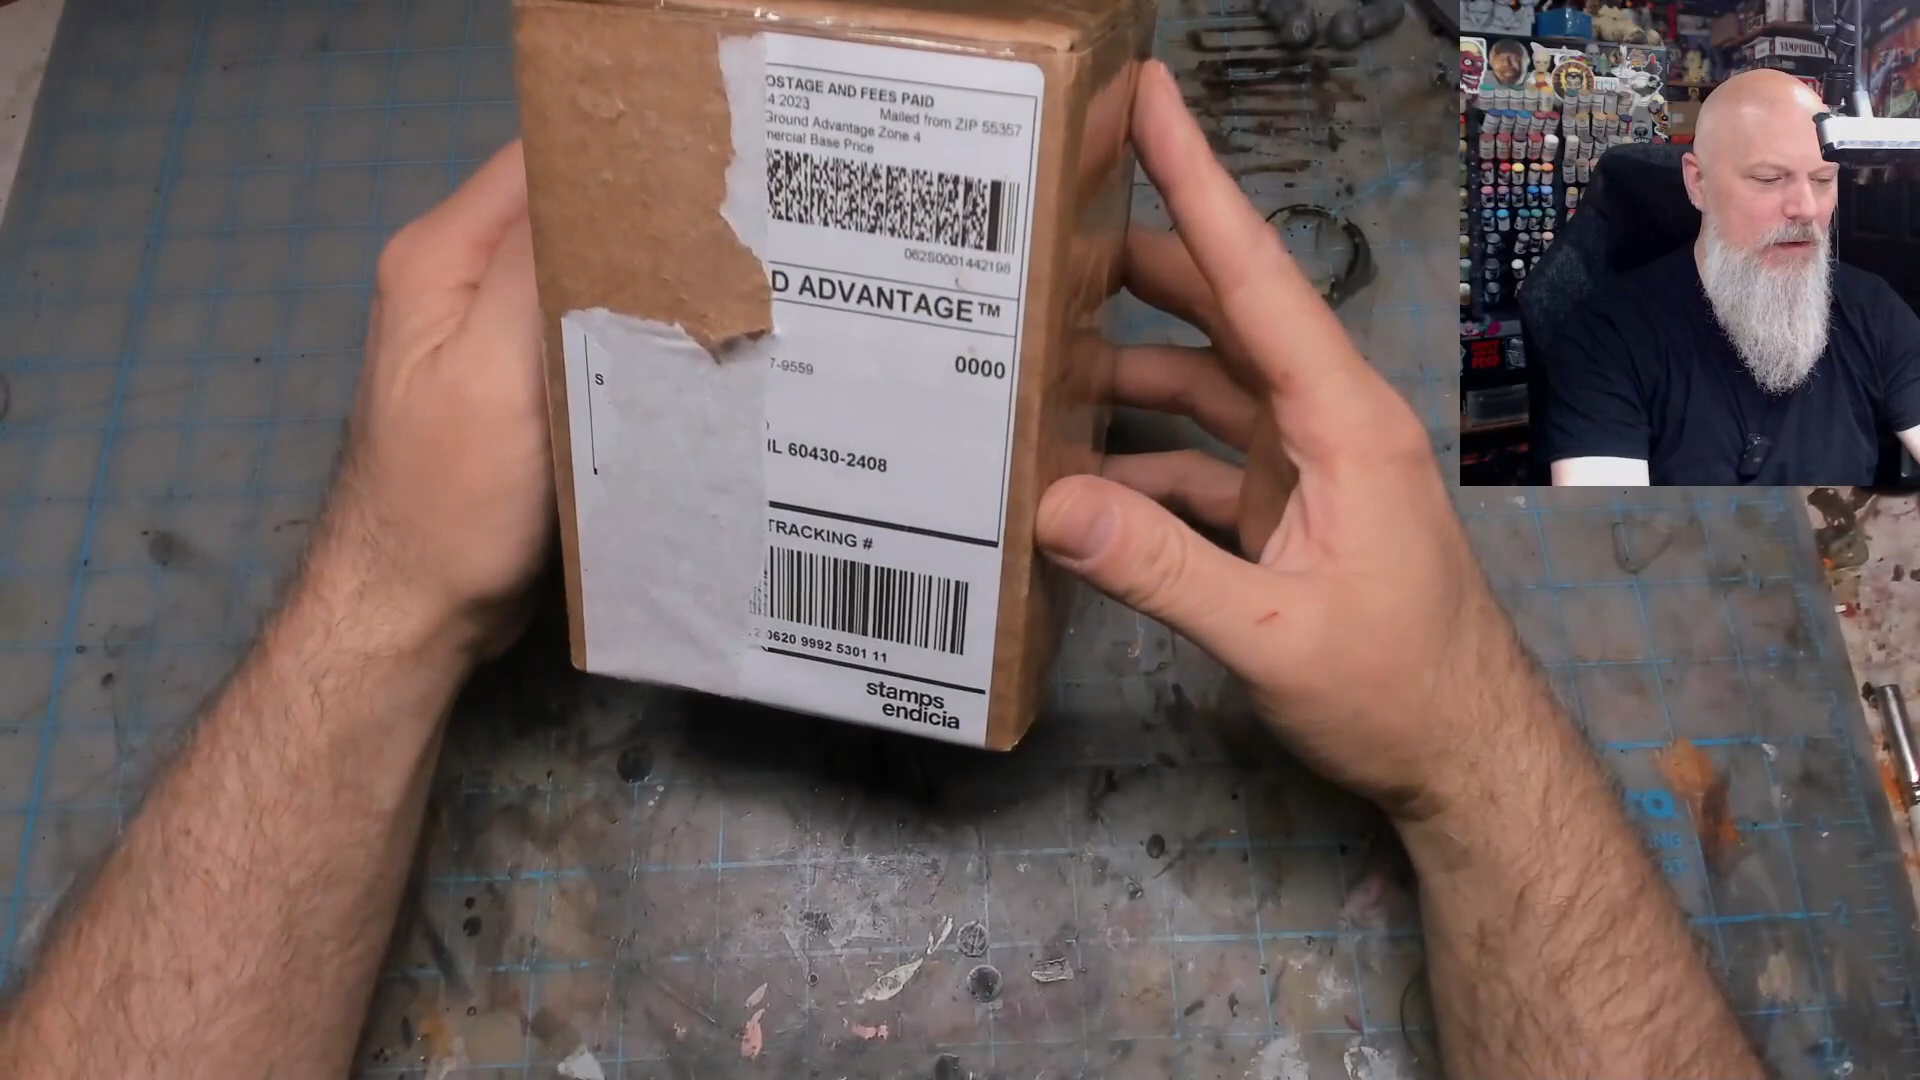 OSTAGE AND FEES PAID
4 2023
Mailed from ZIP 55357
Ground Advantage Zone 4
mercial Base Price
062S0001442198
D ADVANTAGE™
7-9559
0000
S
IL 60430-2408
TRACKING #
0620 9992 5301 11
stamps
endicia
VAMPIRELLA